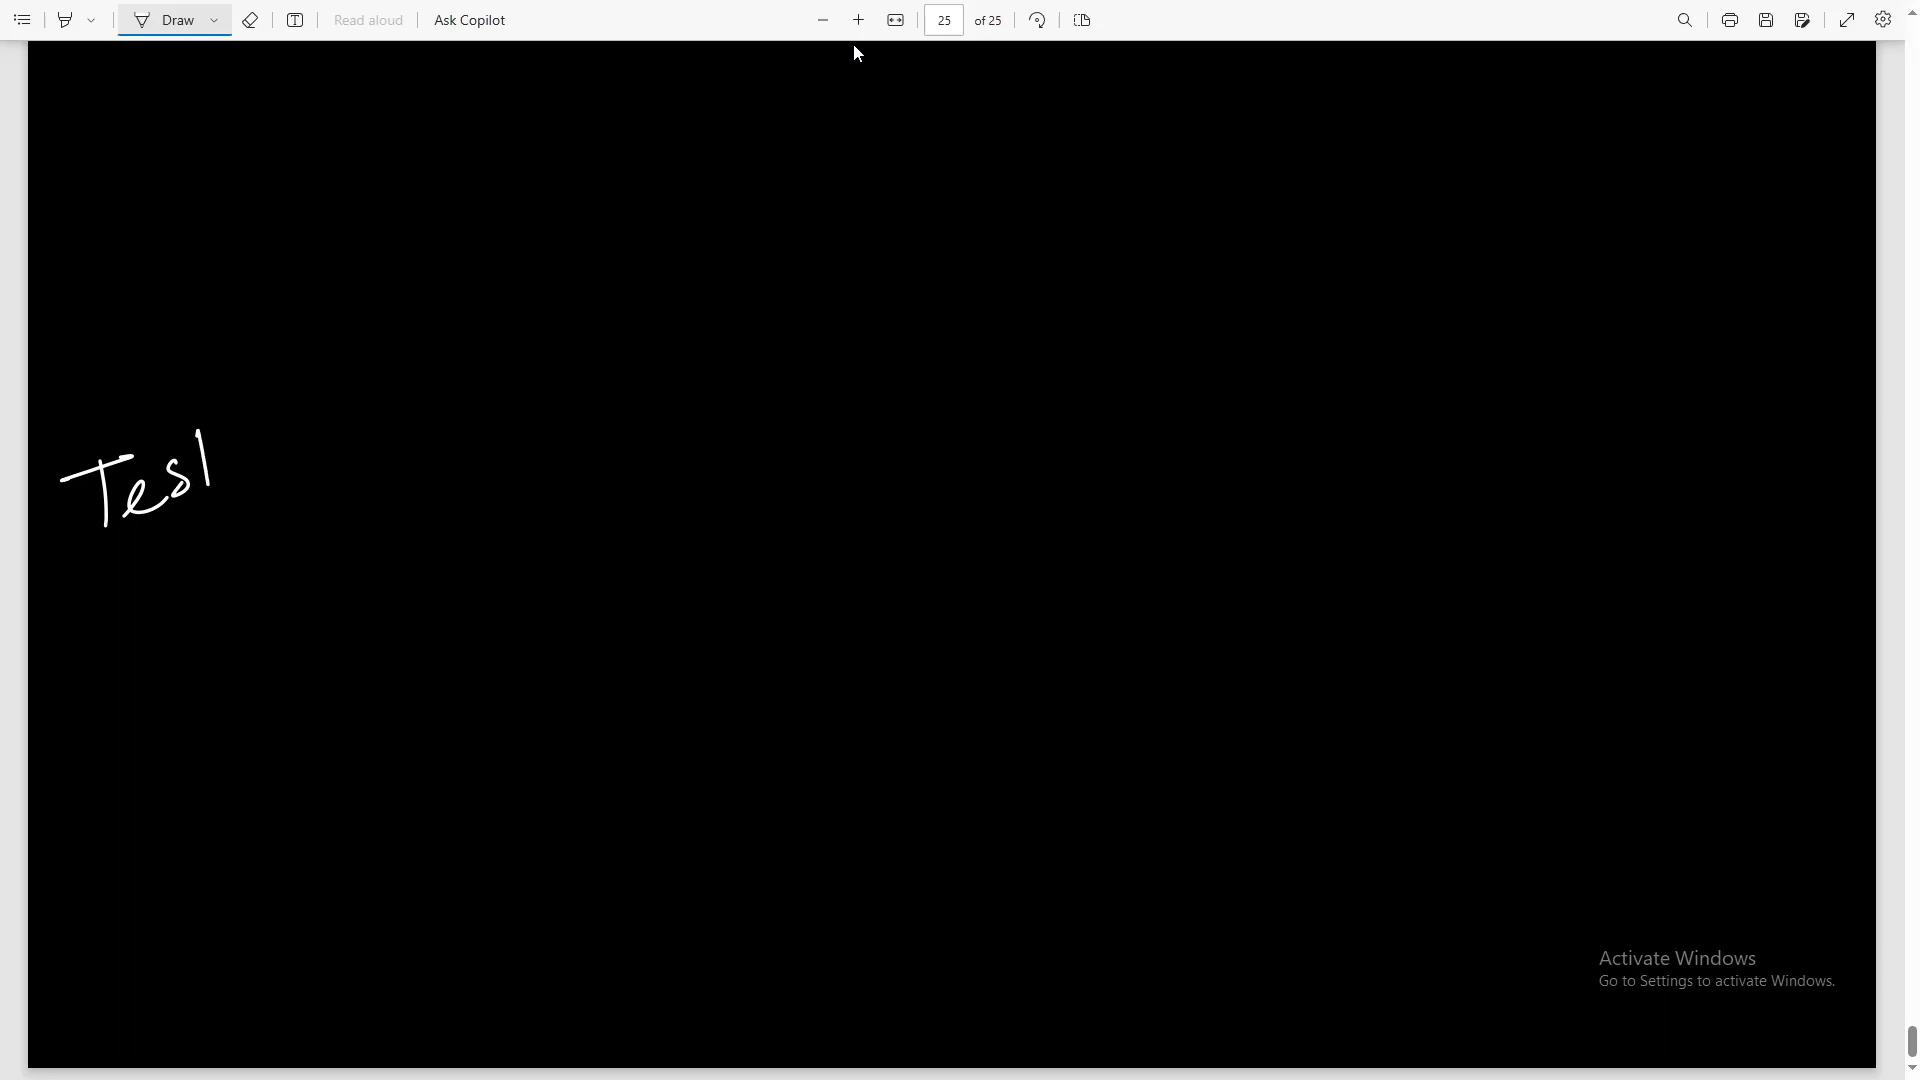 Draw
Read aloud
Ask Copilot
25 of 25
Tesl
Activate Windows
Go to Settings to activate Windows.